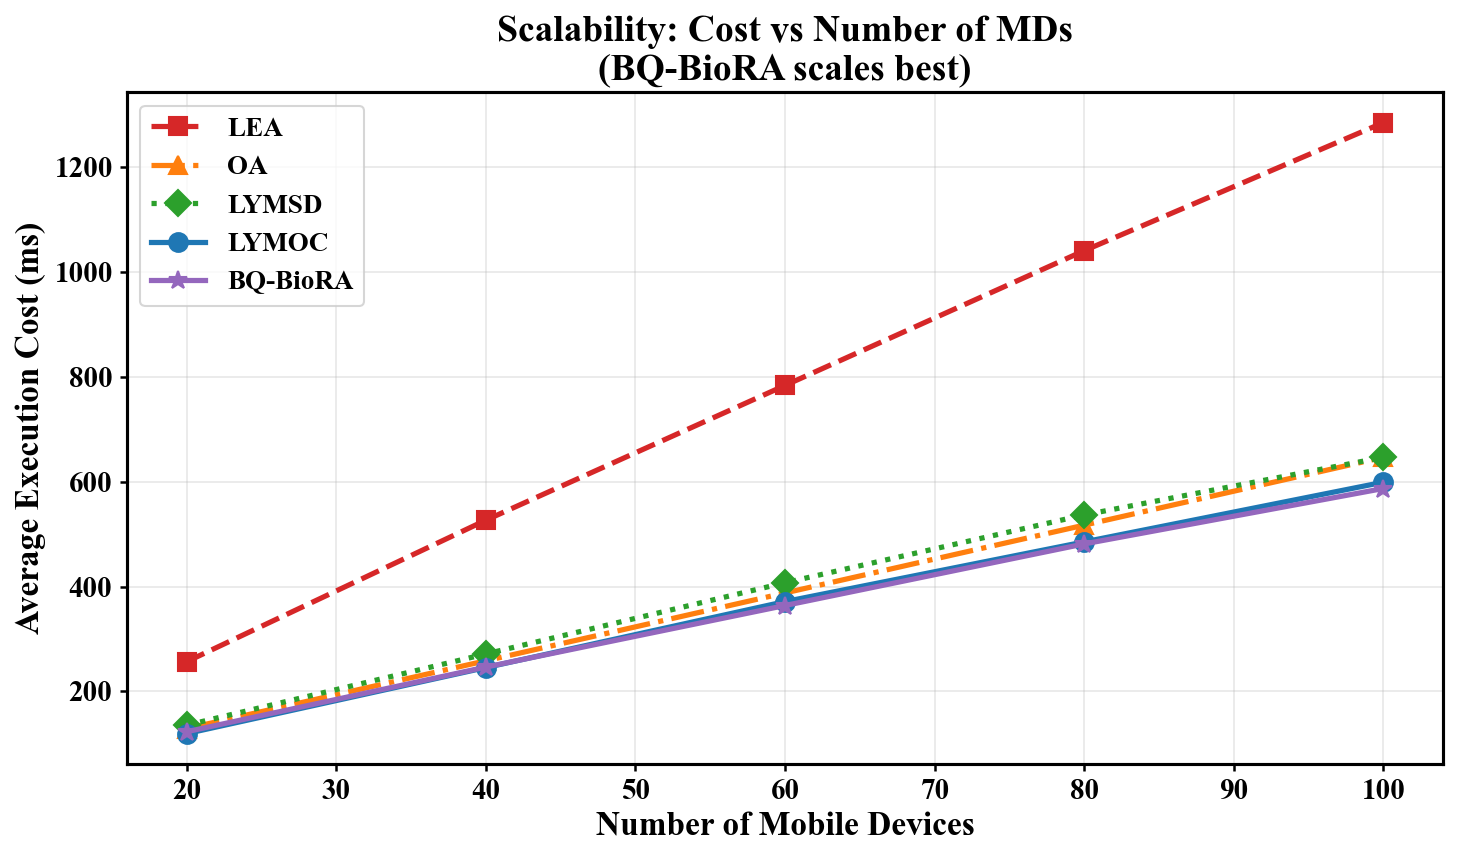 Scalability: Cost vs Number of MDs
(BQ-BioRA scales best)
LEA
OA
LYMSD
LYMOC
BQ-BioRA
Average Execution Cost (ms)
1200
1000
800
600
400
200
20 30 40 50 60 70 80 90 100
Number of Mobile Devices